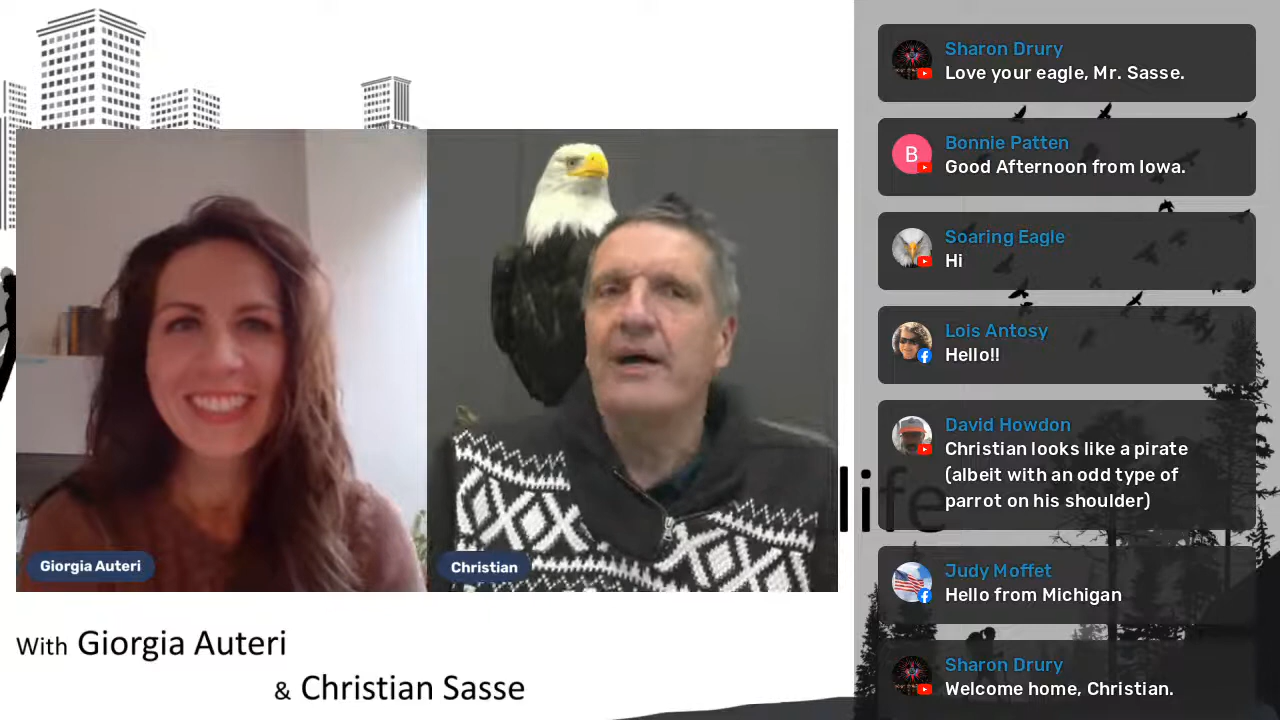 Giorgia Auteri
Christian
life
With Giorgia Auteri
& Christian Sasse
Sharon Drury
Love your eagle, Mr. Sasse.
B
Bonnie Patten
Good Afternoon from Iowa.
Soaring Eagle
Hi
Lois Antosy
Hello!!
David Howdon
Christian looks like a pirate
(albeit with an odd type of
parrot on his shoulder)
Judy Moffet
Hello from Michigan
Sharon Drury
Welcome home, Christian.